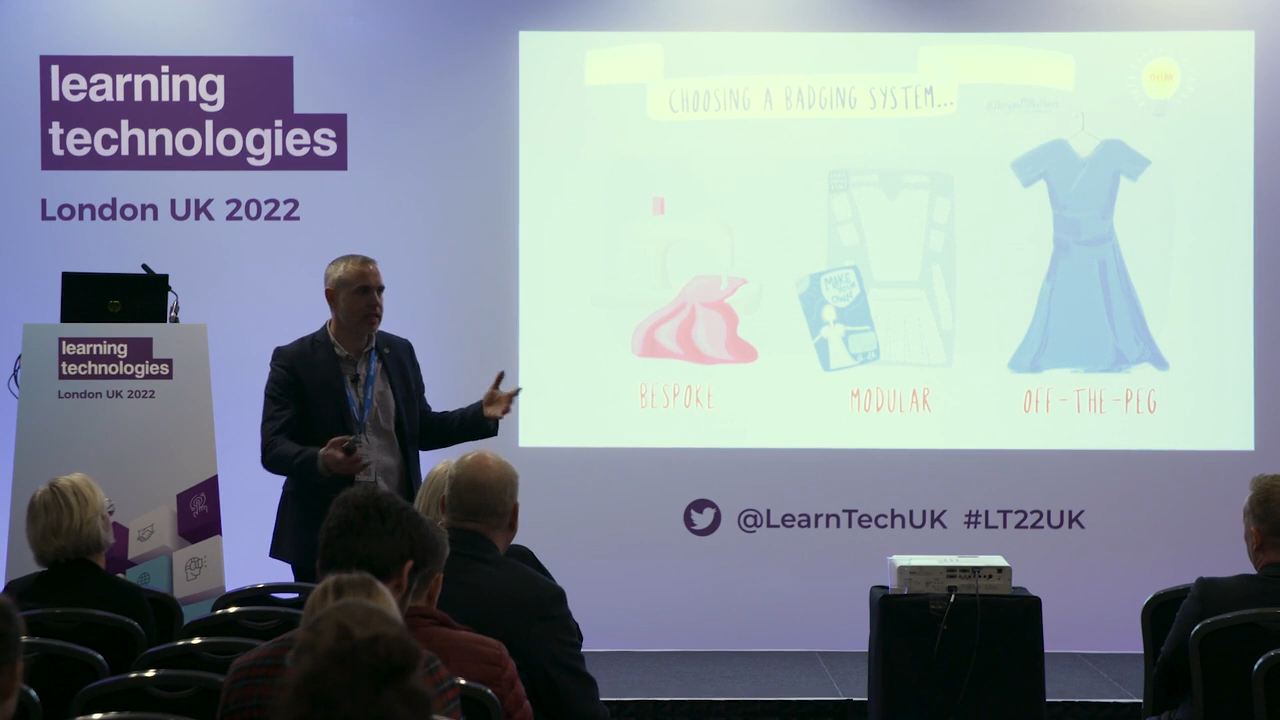 learning
technologies
London UK 2022
CHOOSING A BADGING SYSTEM...
MAKE
YOUR
OWN
BESPOKE
MODULAR
OFF-THE-PEG
learning
technologies
London UK 2022
@LearnTechUK #LT22UK